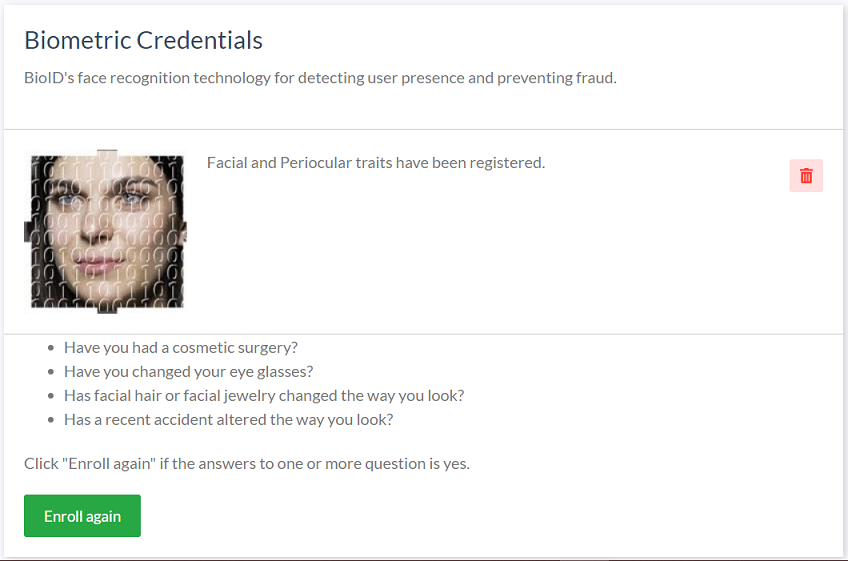 Biometric Credentials
BioID's face recognition technology for detecting user presence and preventing fraud.
Facial and Periocular traits have been registered.
Have you had a cosmetic surgery?
Have you changed your eye glasses?
Has facial hair or facial jewelry changed the way you look?
Has a recent accident altered the way you look?
Click "Enroll again" if the answers to one or more question is yes.
Enroll again